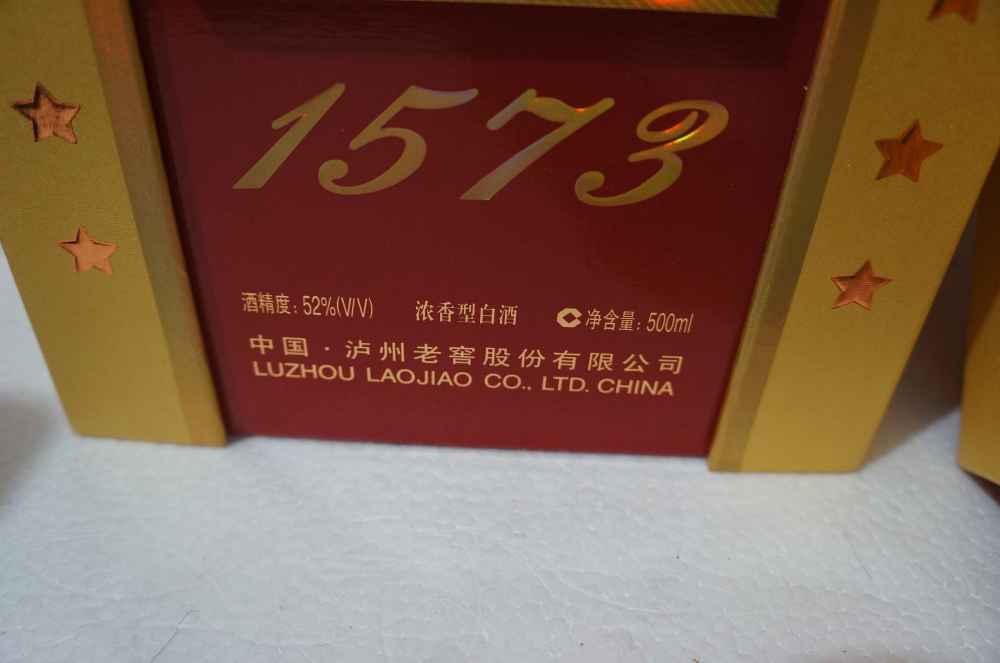 1573
酒精度: 52%(V/V) 浓香型白酒 净含量: 500ml
中国·泸州老窖股份有限公司
LUZHOU LAOJIAO CO., LTD. CHINA